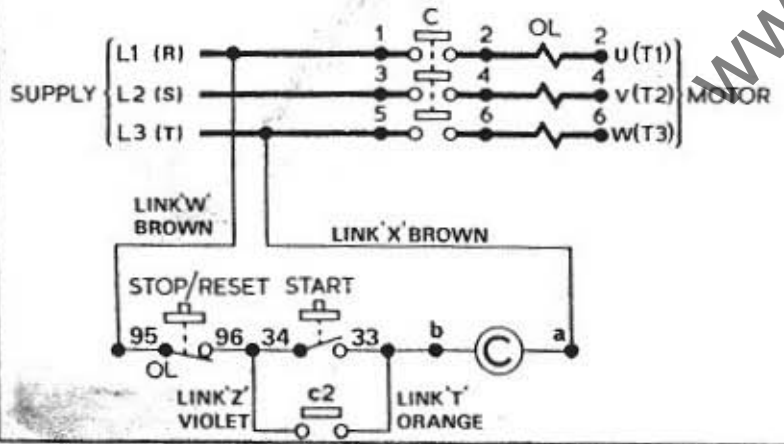 C
OL
L1 (R) 1 2 2 U(T1)
SUPPLY L2 (S) 3 4 4 V(T2) MOTOR
L3 (T) 5 6 6 W(T3)
LINK'W'
BROWN
LINK'X'BROWN
STOP/RESET START
95 96 34 33 b C a
OL
LINK'Z'
VIOLET
c2
LINK'T'
ORANGE
WW